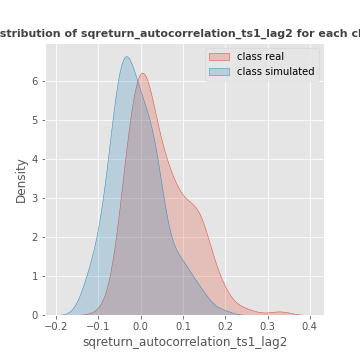 stribution of sqreturn_autocorrelation_ts1_lag2 for each cl
class real
class simulated
Density
6
5
4
3
2
1
0
−0.2 −0.1 0.0 0.1 0.2 0.3 0.4
sqreturn_autocorrelation_ts1_lag2